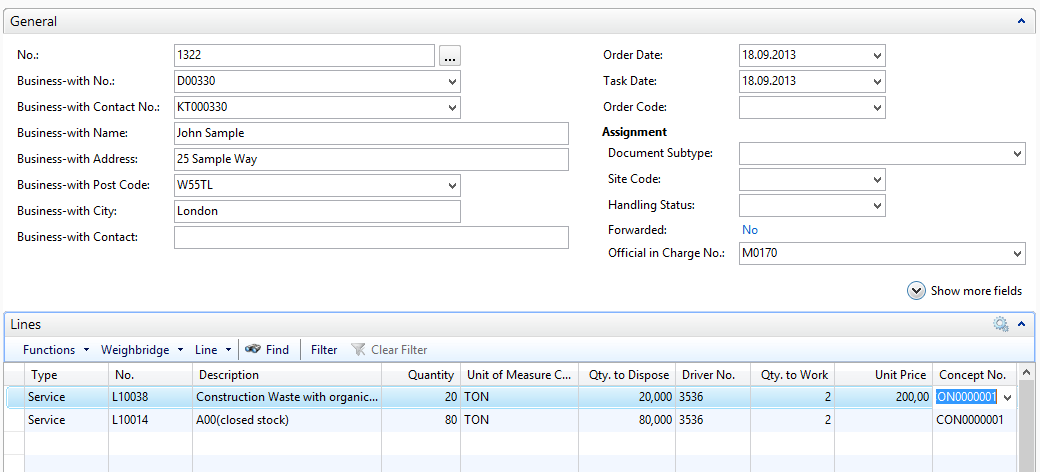 General
No.: 1322 ...
Order Date: 18.09.2013
Business-with No.: D00330
Task Date: 18.09.2013
Business-with Contact No.: KT000330
Order Code:
Business-with Name: John Sample
Assignment
Business-with Address: 25 Sample Way
Document Subtype:
Business-with Post Code: W55TL
Site Code:
Business-with City: London
Handling Status:
Business-with Contact:
Forwarded: No
Official in Charge No.: M0170
Show more fields
Lines
Functions Weighbridge Line Find Filter Clear Filter
Type No. Description Quantity Unit of Measure C... Qty. to Dispose Driver No. Qty. to Work Unit Price Concept No.
Service L10038 Construction Waste with organic... 20 TON 20,000 3536 2 200,00 ON0000001
Service L10014 A00(closed stock) 80 TON 80,000 3536 2 CON0000001